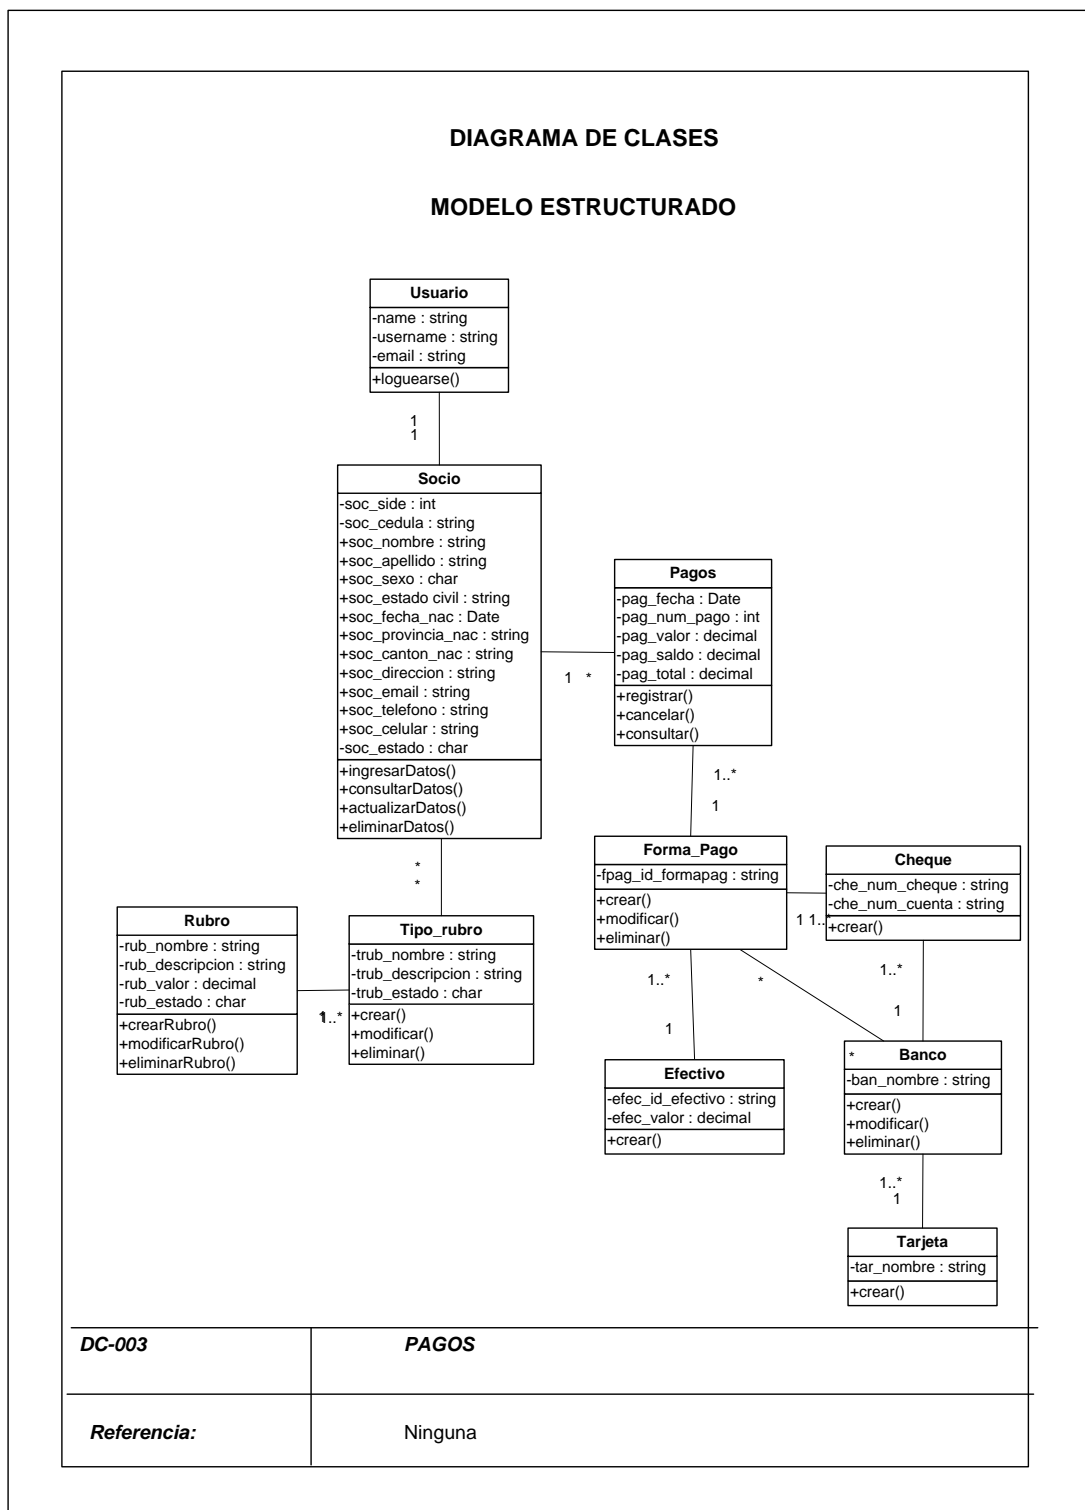 DIAGRAMA DE CLASES
MODELO ESTRUCTURADO
Usuario
-name : string
-username : string
-email : string
+loguearse()
1
1
Socio
-soc_side : int
-soc_cedula : string
+soc_nombre : string
+soc_apellido : string
+soc_sexo : char
+soc_estado civil : string
+soc_fecha_nac : Date
+soc_provincia_nac : string
+soc_canton_nac : string
+soc_direccion : string
+soc_email : string
+soc_telefono : string
+soc_celular : string
-soc_estado : char
+ingresarDatos()
+consultarDatos()
+actualizarDatos()
+eliminarDatos()
1 *
Pagos
-pag_fecha : Date
-pag_num_pago : int
-pag_valor : decimal
-pag_saldo : decimal
-pag_total : decimal
+registrar()
+cancelar()
+consultar()
1..*
1
Forma_Pago
-fpag_id_formapag : string
+crear()
+modificar()
+eliminar()
1 1..*
Cheque
-che_num_cheque : string
-che_num_cuenta : string
+crear()
*
*
Rubro
-rub_nombre : string
-rub_descripcion : string
-rub_valor : decimal
-rub_estado : char
+crearRubro()
+modificarRubro()
+eliminarRubro()
1..*
Tipo_rubro
-trub_nombre : string
-trub_descripcion : string
-trub_estado : char
+crear()
+modificar()
+eliminar()
1..*
1
*
1..*
1
Efectivo
-efec_id_efectivo : string
-efec_valor : decimal
+crear()
*
Banco
-ban_nombre : string
+crear()
+modificar()
+eliminar()
1..*
1
Tarjeta
-tar_nombre : string
+crear()
DC-003
PAGOS
Referencia:
Ninguna